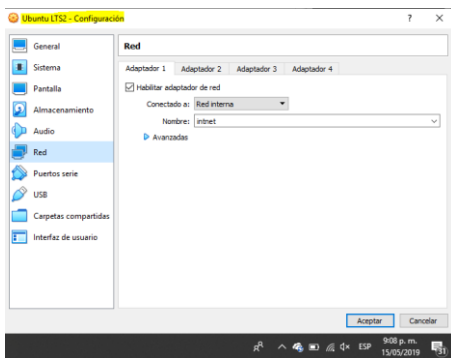 Ubuntu LTS2 - Configuración
General
Sistema
Pantalla
Almacenamiento
Audio
Red
Puertos serie
USB
Carpetas compartidas
Interfaz de usuario
Red
Adaptador 1 Adaptador 2 Adaptador 3 Adaptador 4
Habilitar adaptador de red
Conectado a: Red interna
Nombre: intnet
Avanzadas
Aceptar Cancelar
ESP 9:08 p. m.
15/05/2019 31